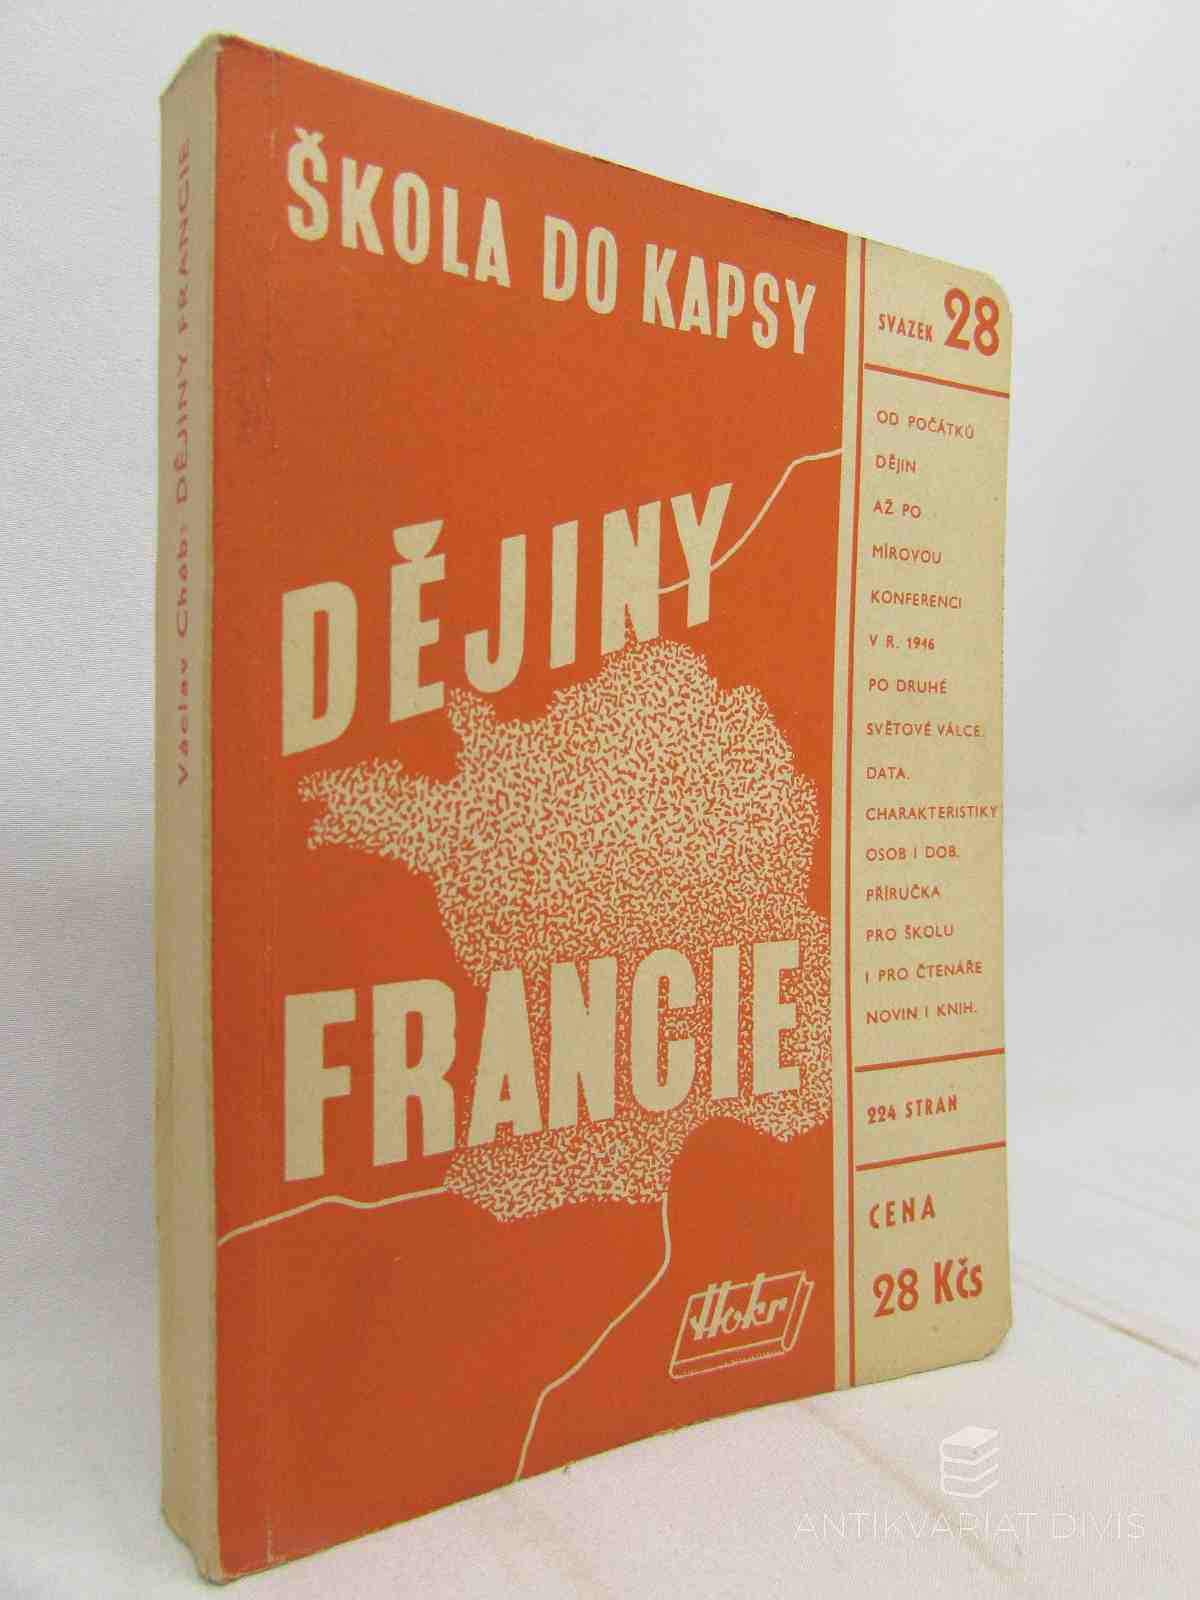 Václav Chab: DĚJINY FRANCIE
ŠKOLA DO KAPSY
DĚJINY
FRANCIE
Hokr
SVAZEK 28
OD POČÁTKŮ
DĚJIN
AŽ PO
MÍROVOU
KONFERENCI
V R. 1946
PO DRUHÉ
SVĚTOVÉ VÁLCE.
DATA.
CHARAKTERISTIKY
OSOB I DOB.
PŘÍRUČKA
PRO ŠKOLU
I PRO ČTENÁŘE
NOVIN I KNIH.
224 STRAN
CENA
28 Kčs
ANTIKVARIAT DIVIŠ